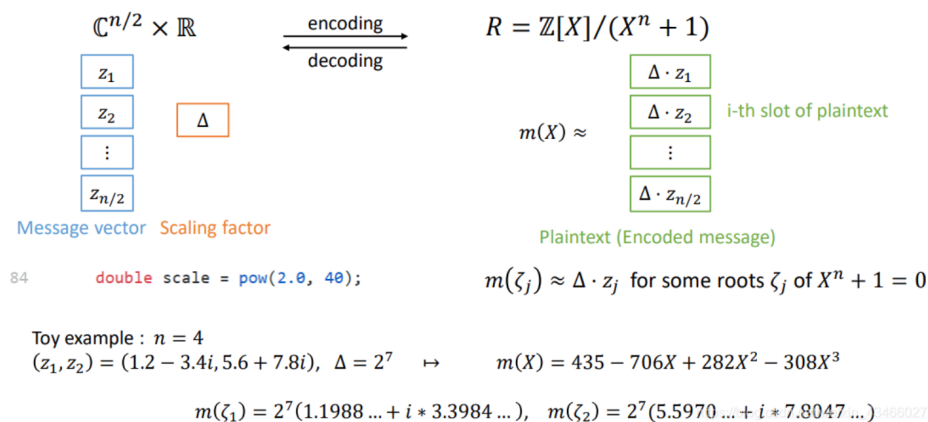 ℂ^{n/2} × ℝ
encoding
decoding
R = ℤ[X]/(X^n + 1)
z_1
z_2
⋮
z_{n/2}
Δ
m(X) ≈
Δ · z_1
Δ · z_2
⋮
Δ · z_{n/2}
i-th slot of plaintext
Message vector
Scaling factor
Plaintext (Encoded message)
84 double scale = pow(2.0, 40);
m(ζ_j) ≈ Δ · z_j for some roots ζ_j of X^n + 1 = 0
Toy example : n = 4
(z_1, z_2) = (1.2 − 3.4i, 5.6 + 7.8i), Δ = 2^7 ↦ m(X) = 435 − 706X + 282X^2 − 308X^3
m(ζ_1) = 2^7(1.1988 … + i * 3.3984 …), m(ζ_2) = 2^7(5.5970 … + i * 7.8047 …)